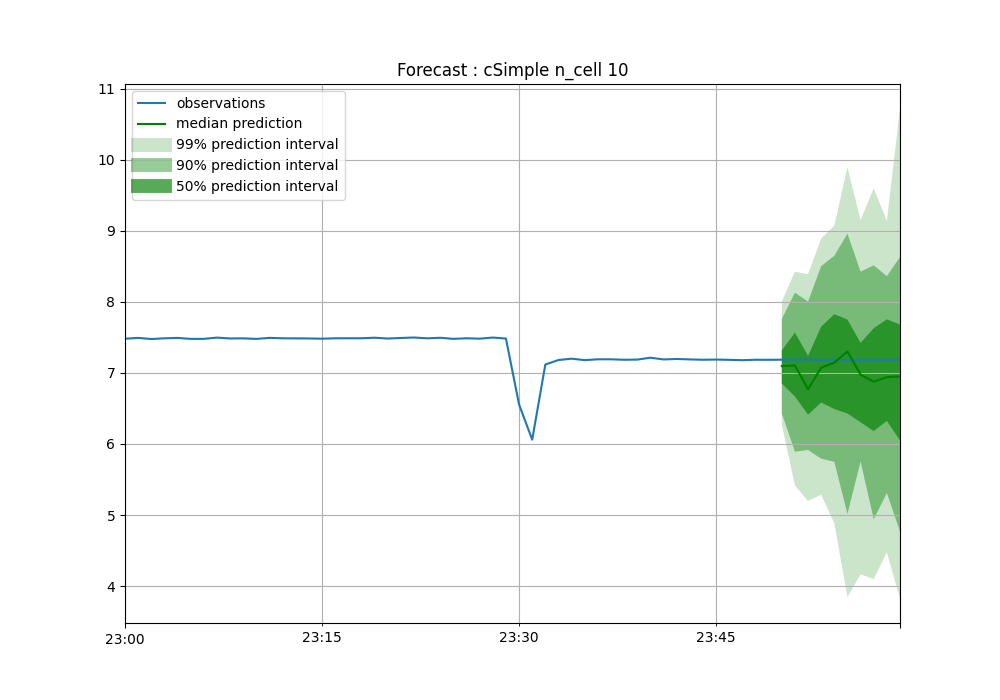 Forecast : cSimple n_cell 10
observations
median prediction
99% prediction interval
90% prediction interval
50% prediction interval
11
10
9
8
7
6
5
4
23:00
23:15
23:30
23:45